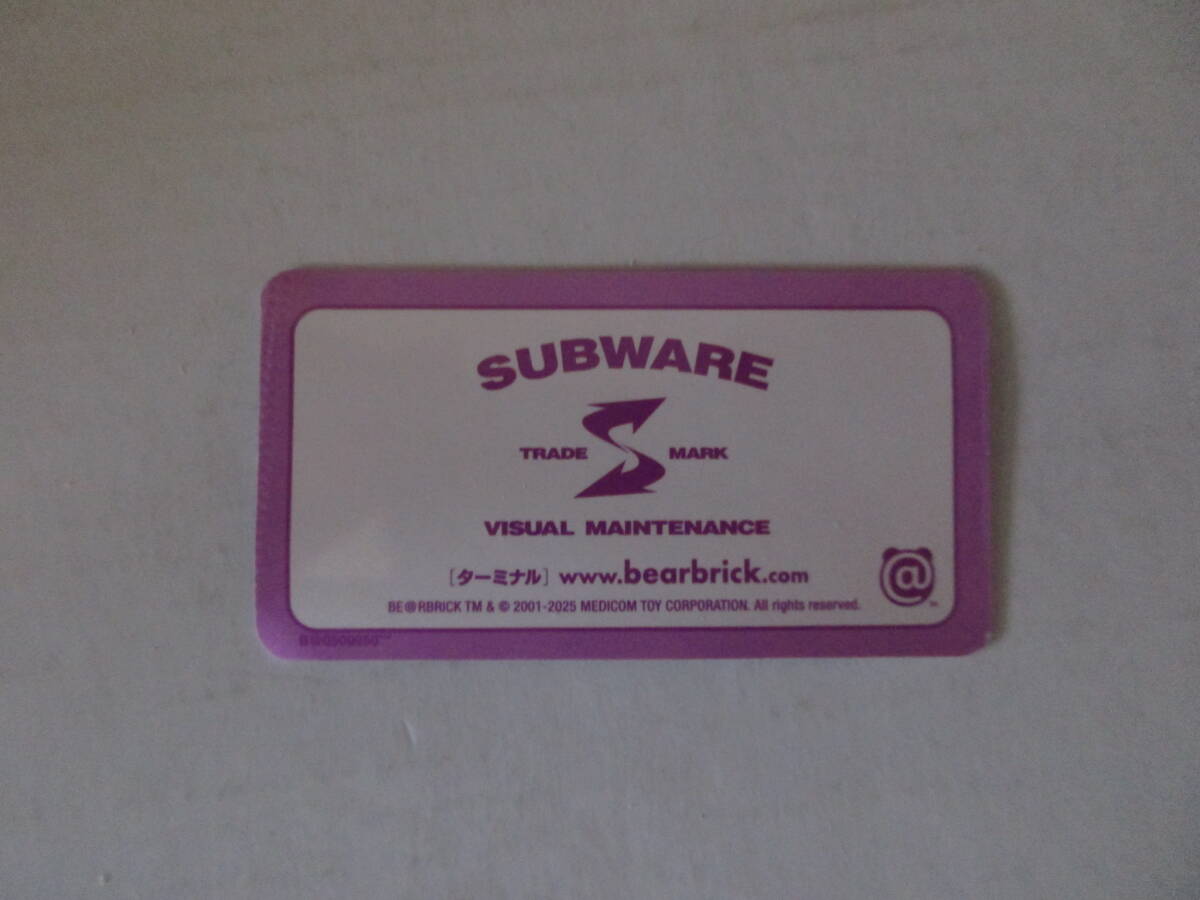 SUBWARE
TRADE MARK
VISUAL MAINTENANCE
[ターミナル] www.bearbrick.com
BE@RBRICK TM & © 2001-2025 MEDICOM TOY CORPORATION. All rights reserved.
@